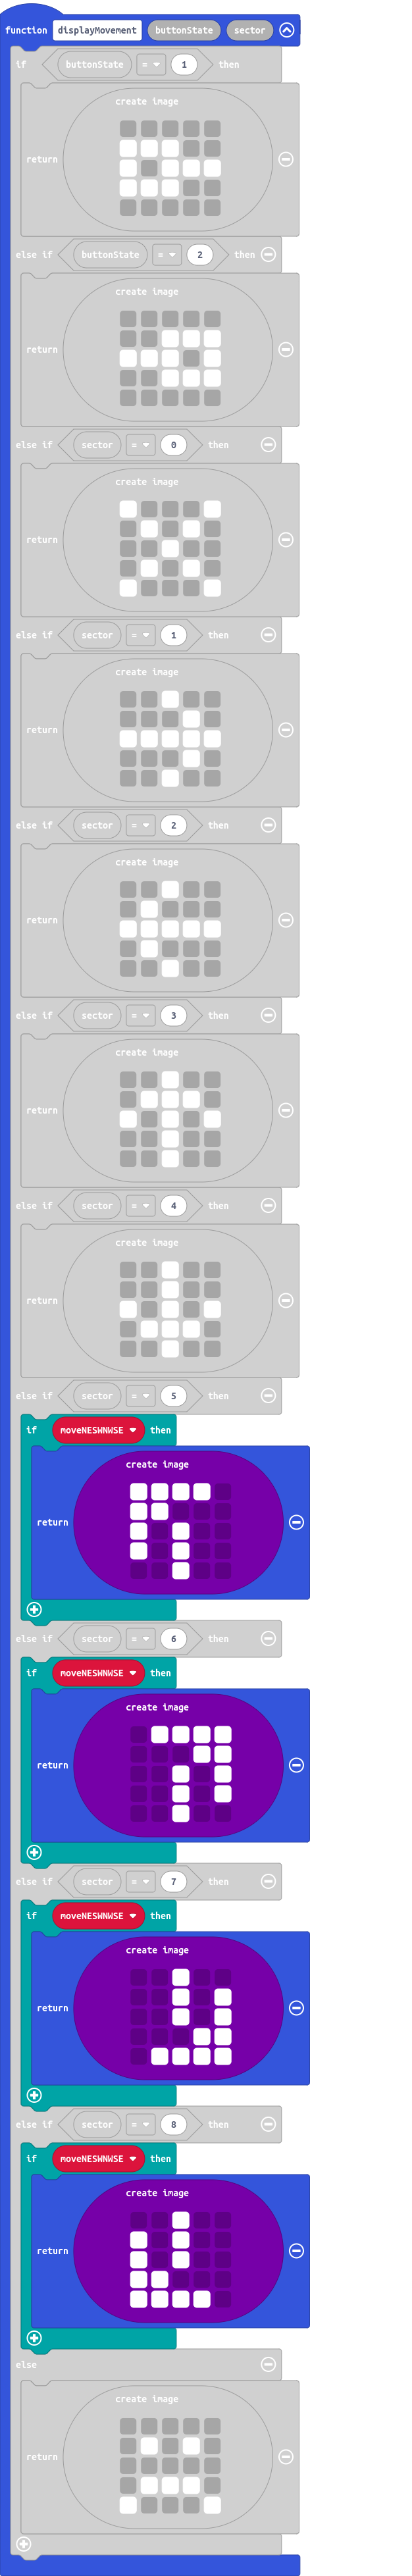 function displayMovement buttonState sector
if buttonState = 1 then
create image
return
else if buttonState = 2 then
create image
return
else if sector = 0 then
create image
return
else if sector = 1 then
create image
return
else if sector = 2 then
create image
return
else if sector = 3 then
create image
return
else if sector = 4 then
create image
return
else if sector = 5 then
if moveNESWNWSE then
create image
return
else if sector = 6 then
if moveNESWNWSE then
create image
return
else if sector = 7 then
if moveNESWNWSE then
create image
return
else if sector = 8 then
if moveNESWNWSE then
create image
return
else
create image
return